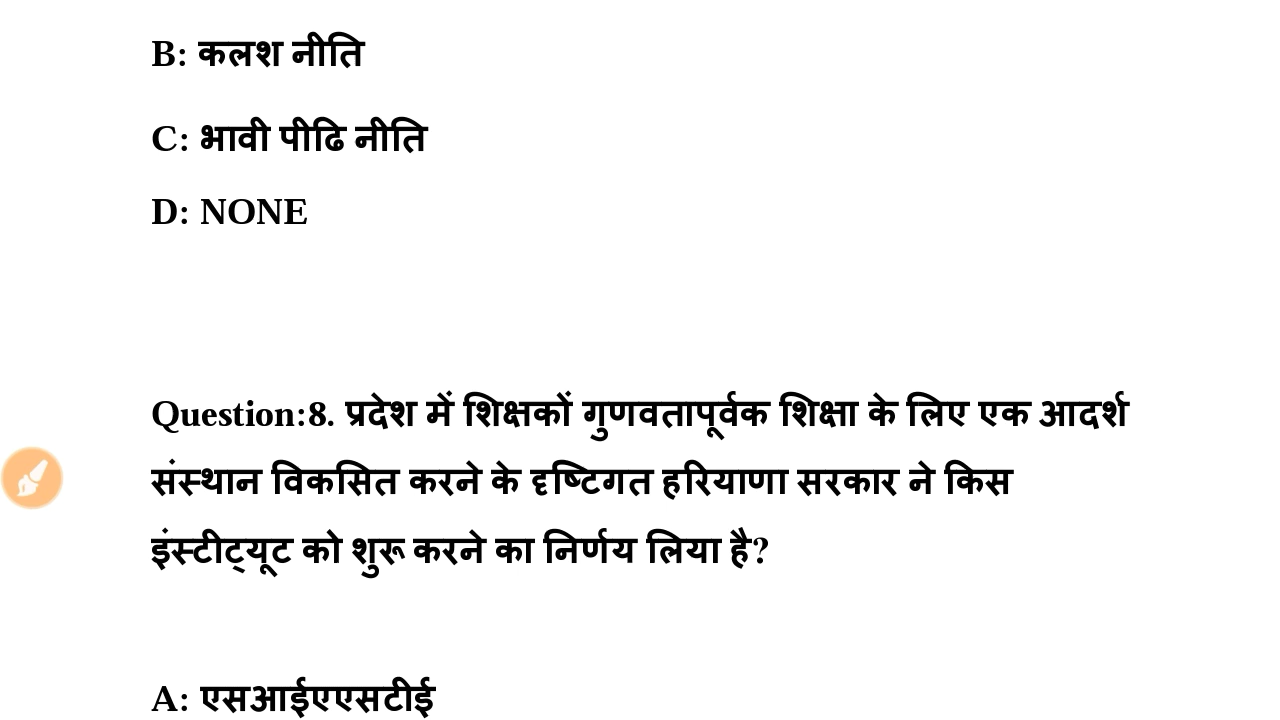 B: कलश नीति
C: भावी पीढि नीति
D: NONE
Question:8. प्रदेश में शिक्षकों गुणवतापूर्वक शिक्षा के लिए एक आदर्श
संस्थान विकसित करने के दृष्टिगत हरियाणा सरकार ने किस
इंस्टीट्यूट को शुरू करने का निर्णय लिया है?
A: एसआईएएसटीई